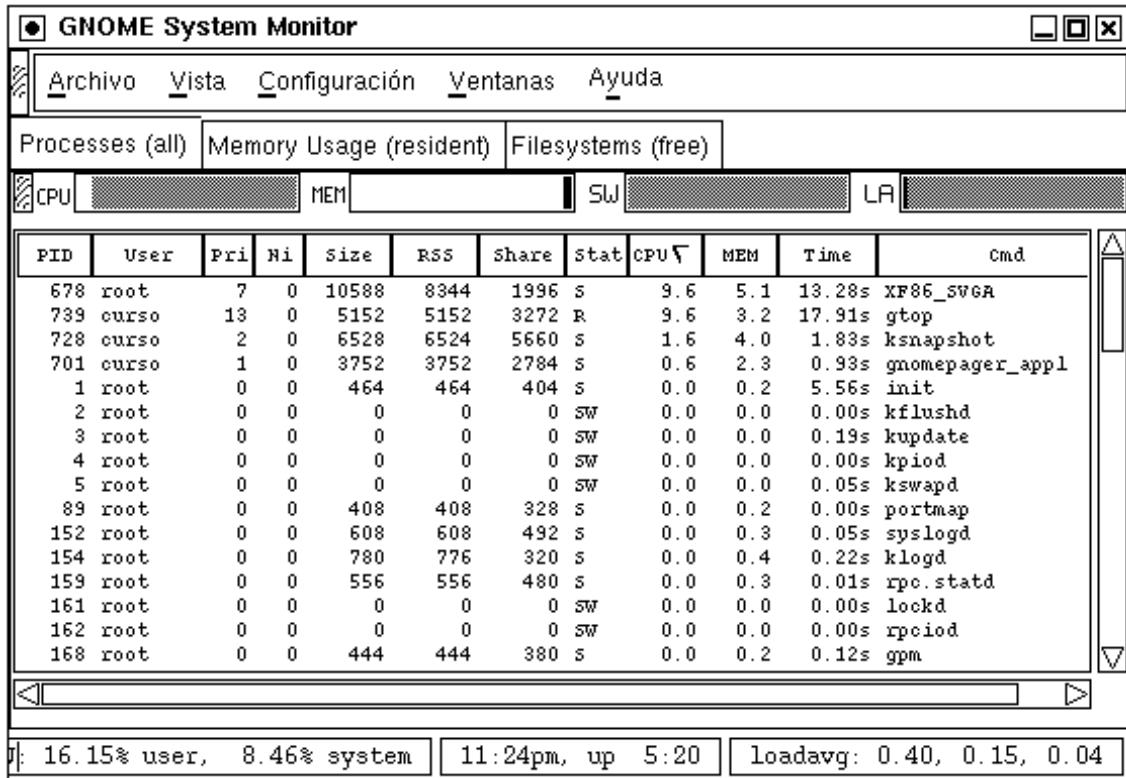 GNOME System Monitor
Archivo Vista Configuración Ventanas Ayuda
Processes (all) Memory Usage (resident) Filesystems (free)
CPU MEM SW LA
PID User Pri Ni Size RSS Share Stat CPU MEM Time Cmd
678 root 7 0 10588 8344 1996 S 9.6 5.1 13.28s XF86_SVGA
739 curso 13 0 5152 5152 3272 R 9.6 3.2 17.91s gtop
728 curso 2 0 6528 6524 5660 S 1.6 4.0 1.83s ksnapshot
701 curso 1 0 3752 3752 2784 S 0.6 2.3 0.93s gnomepager_appl
1 root 0 0 464 464 404 S 0.0 0.2 5.56s init
2 root 0 0 0 0 0 SW 0.0 0.0 0.00s kflushd
3 root 0 0 0 0 0 SW 0.0 0.0 0.19s kupdate
4 root 0 0 0 0 0 SW 0.0 0.0 0.00s kpiod
5 root 0 0 0 0 0 SW 0.0 0.0 0.05s kswapd
89 root 0 0 408 408 328 S 0.0 0.2 0.00s portmap
152 root 0 0 608 608 492 S 0.0 0.3 0.05s syslogd
154 root 0 0 780 776 320 S 0.0 0.4 0.22s klogd
159 root 0 0 556 556 480 S 0.0 0.3 0.01s rpc.statd
161 root 0 0 0 0 0 SW 0.0 0.0 0.00s lockd
162 root 0 0 0 0 0 SW 0.0 0.0 0.00s rpciod
168 root 0 0 444 444 380 S 0.0 0.2 0.12s gpm
: 16.15% user, 8.46% system 11:24pm, up 5:20 loadavg: 0.40, 0.15, 0.04